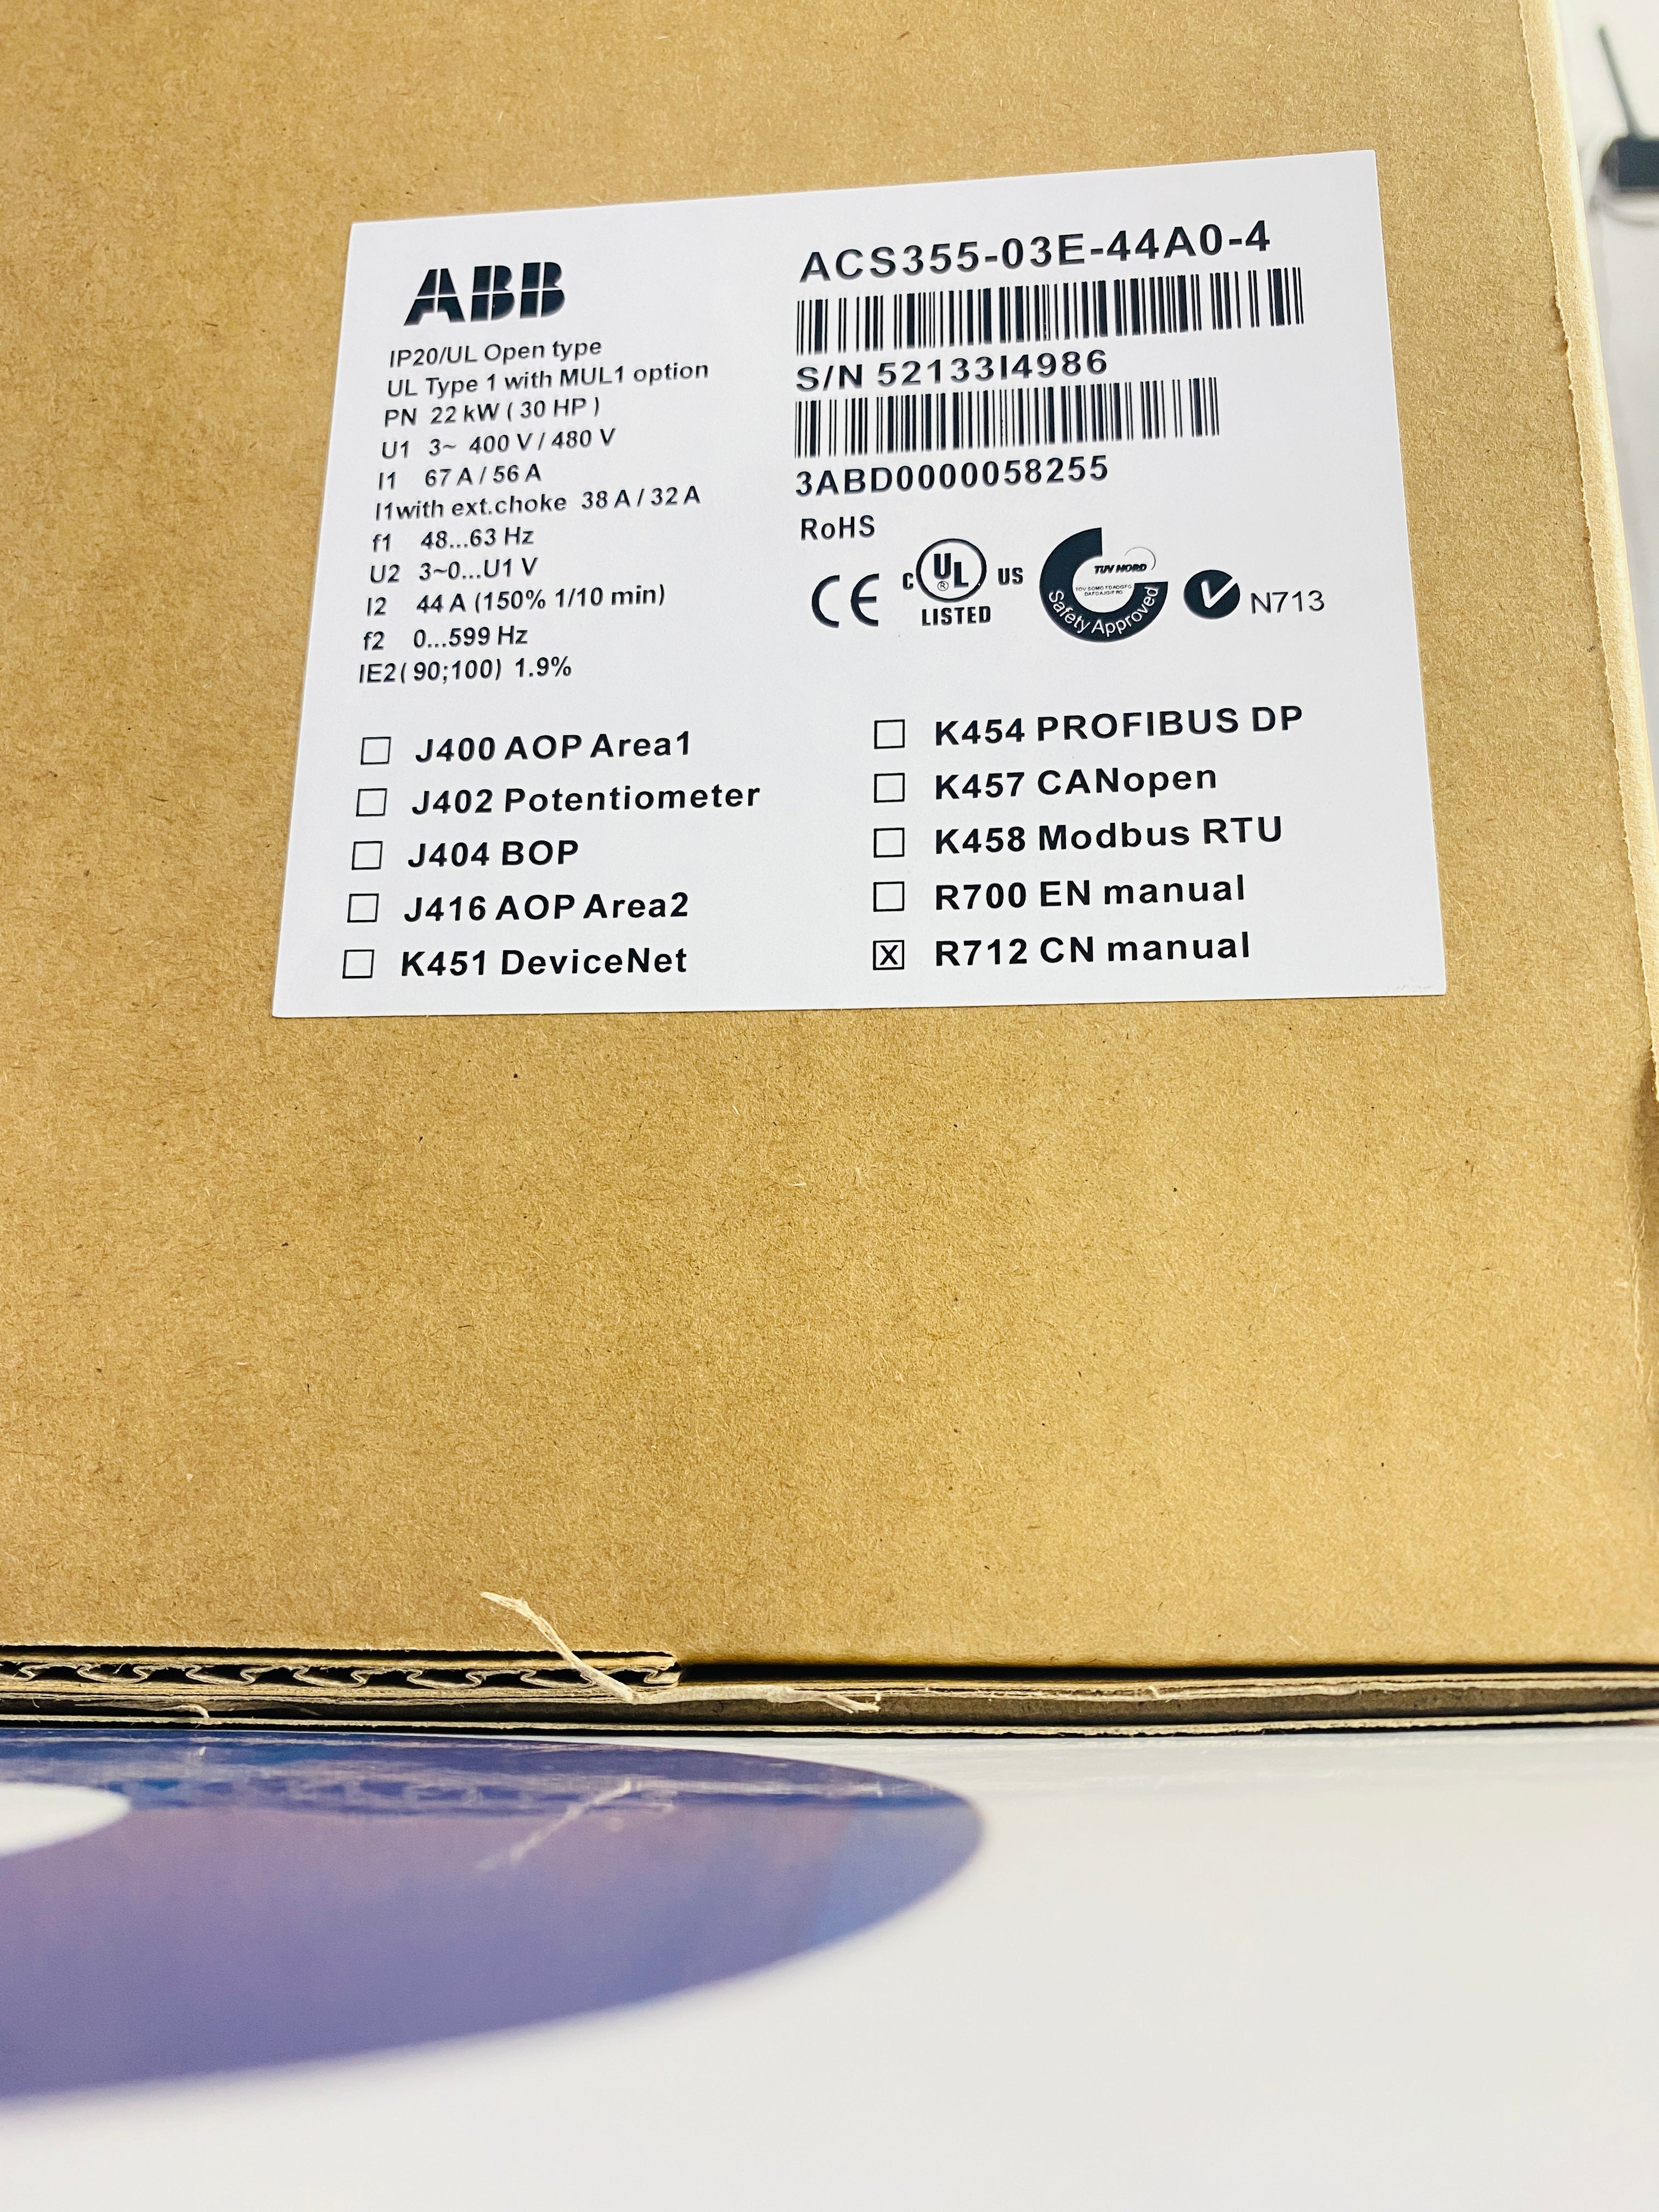 ABB
IP20/UL Open type
UL Type 1 with MUL1 option
PN 22 kW ( 30 HP )
U1 3~ 400 V / 480 V
I1 67 A / 56 A
I1with ext.choke 38 A / 32 A
f1 48...63 Hz
U2 3~0...U1 V
I2 44 A (150% 1/10 min)
f2 0...599 Hz
IE2( 90;100) 1.9%
ACS355-03E-44A0-4
S/N 52133I4986
3ABD0000058255
RoHS
CE
C UL US
®
LISTED
TUV NORD
Safety Approved
N713
J400 AOP Area1
J402 Potentiometer
J404 BOP
J416 AOP Area2
K451 DeviceNet
K454 PROFIBUS DP
K457 CANopen
K458 Modbus RTU
R700 EN manual
X R712 CN manual